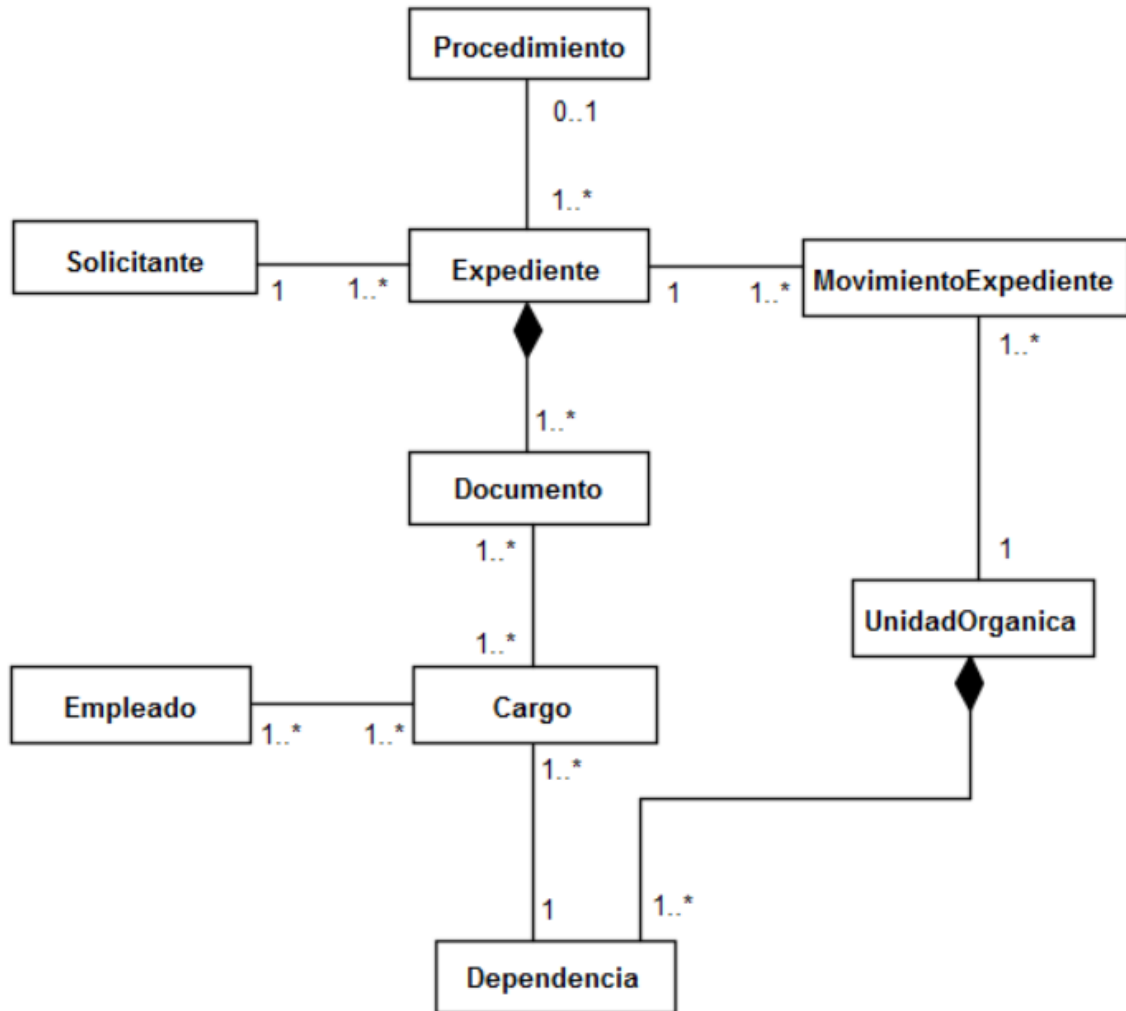 Procedimiento
0..1
1..*
Solicitante
1
1..*
Expediente
1
1..*
MovimientoExpediente
1..*
1..*
Documento
1..*
1
UnidadOrganica
1..*
Empleado
1..*
1..*
Cargo
1..*
1
1..*
Dependencia